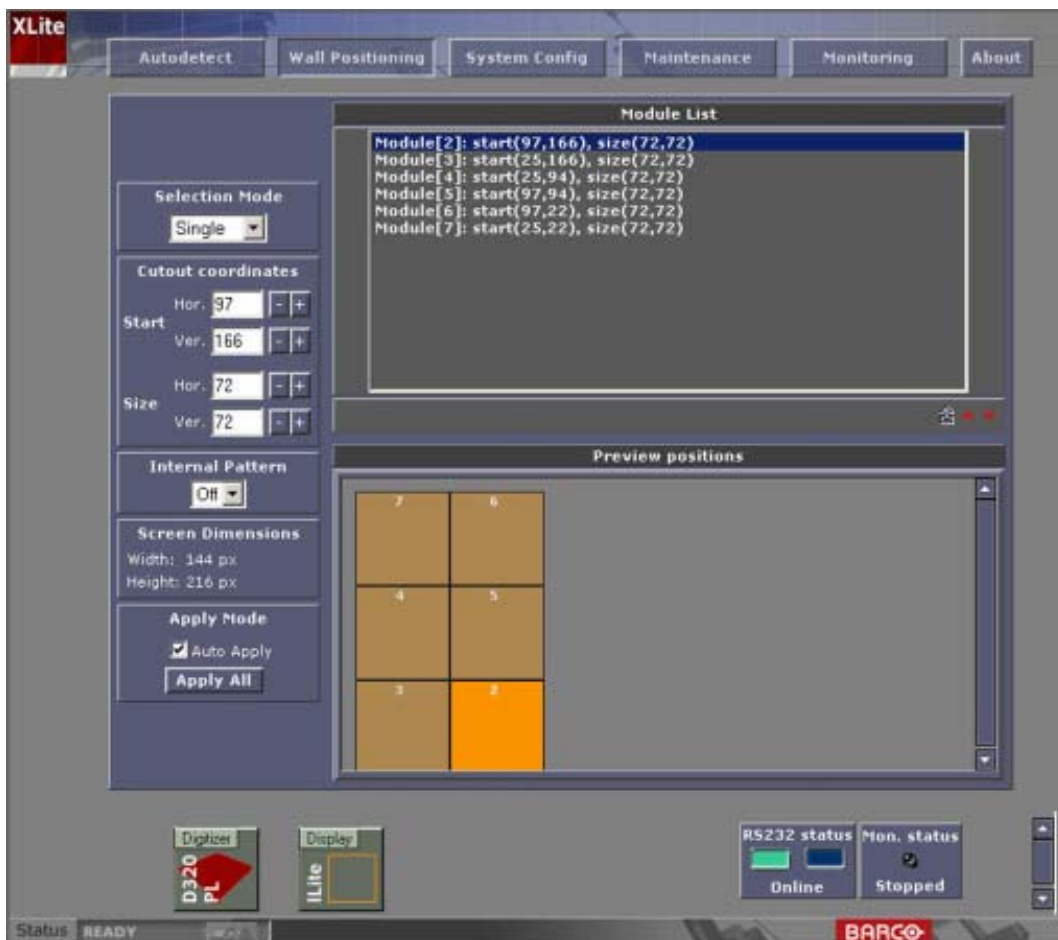 XLite
Autodetect
Wall Positioning
System Config
Maintenance
Monitoring
About
Module List
Module[2]: start(97,166), size(72,72)
Module[3]: start(25,166), size(72,72)
Module[4]: start(25,94), size(72,72)
Module[5]: start(97,94), size(72,72)
Module[6]: start(97,22), size(72,72)
Module[7]: start(25,22), size(72,72)
Selection Mode
Single
Cutout coordinates
Start
Hor. 97 - +
Ver. 166 - +
Size
Hor. 72 - +
Ver. 72 - +
Internal Pattern
Off
Screen Dimensions
Width: 144 px
Height: 216 px
Apply Mode
Auto Apply
Apply All
Preview positions
7 6
4 5
3 2
Digitizer
D320
PL
Display
ILite
RS232 status
Online
Mon. status
Stopped
Status READY
BARCO